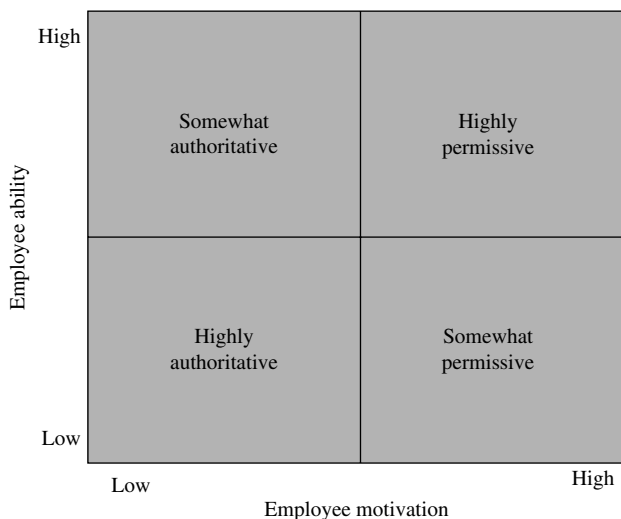 High
Somewhat
authoritative
Highly
permissive
Employee ability
Highly
authoritative
Somewhat
permissive
Low
Low
High
Employee motivation